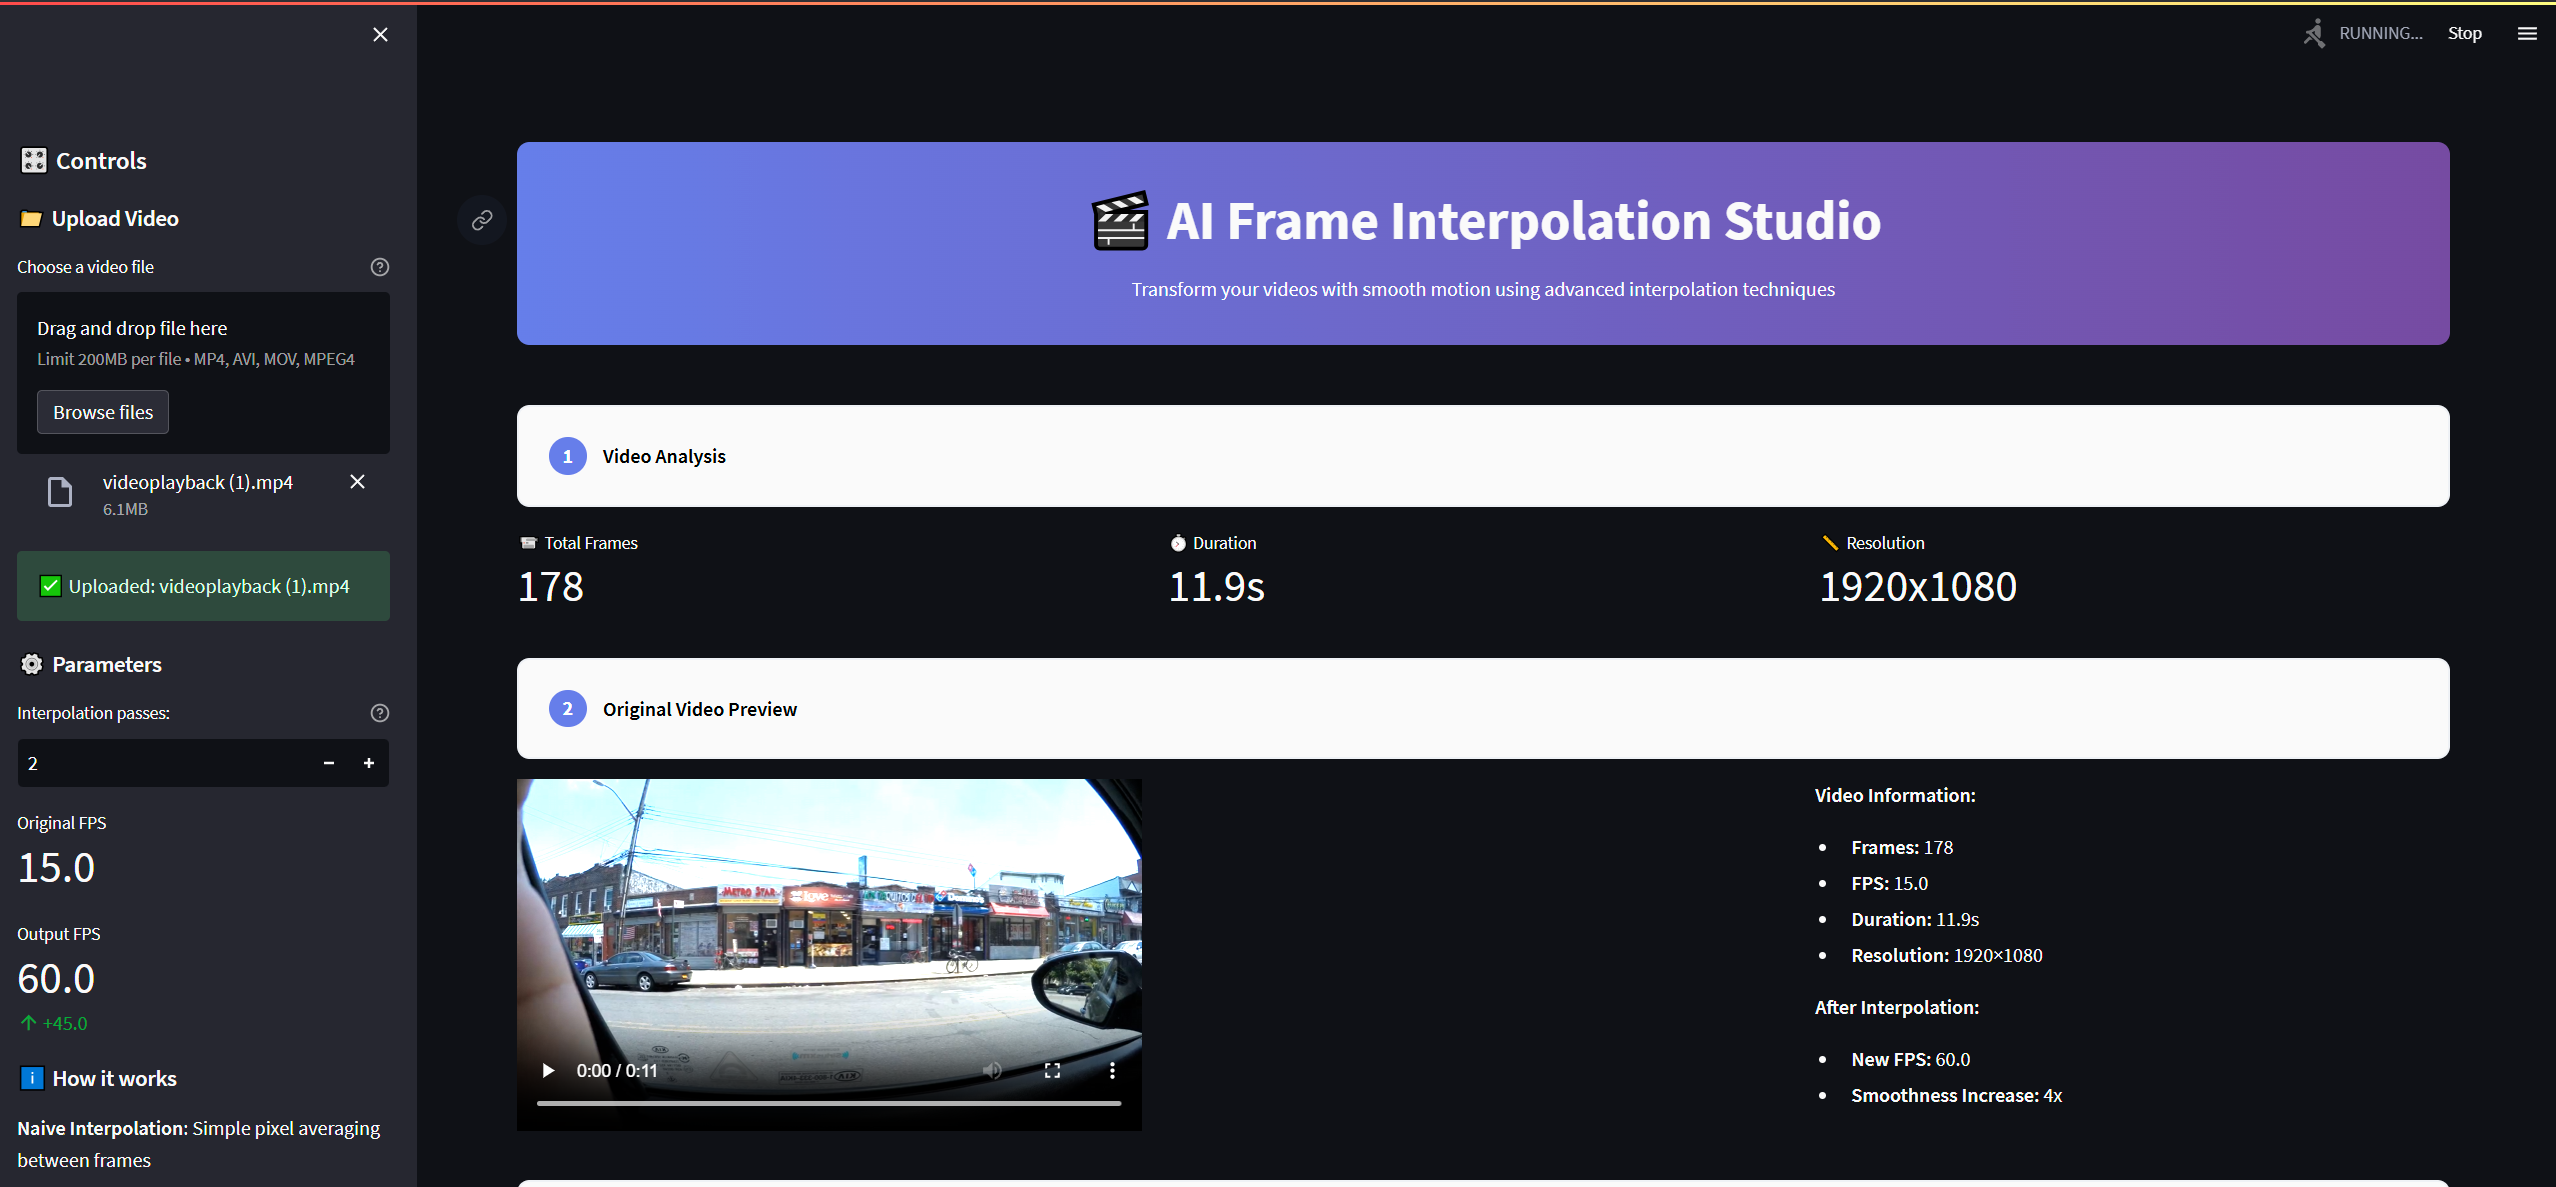 RUNNING...
Stop
Controls
Upload Video
Choose a video file
Drag and drop file here
Limit 200MB per file • MP4, AVI, MOV, MPEG4
Browse files
videoplayback (1).mp4
6.1MB
Uploaded: videoplayback (1).mp4
Parameters
Interpolation passes:
2
Original FPS
15.0
Output FPS
60.0
↑ +45.0
How it works
Naive Interpolation: Simple pixel averaging
between frames
AI Frame Interpolation Studio
Transform your videos with smooth motion using advanced interpolation techniques
1 Video Analysis
Total Frames
178
Duration
11.9s
Resolution
1920x1080
2 Original Video Preview
METRO STAR
love
0:00 / 0:11
Video Information:
• Frames: 178
• FPS: 15.0
• Duration: 11.9s
• Resolution: 1920×1080
After Interpolation:
• New FPS: 60.0
• Smoothness Increase: 4x